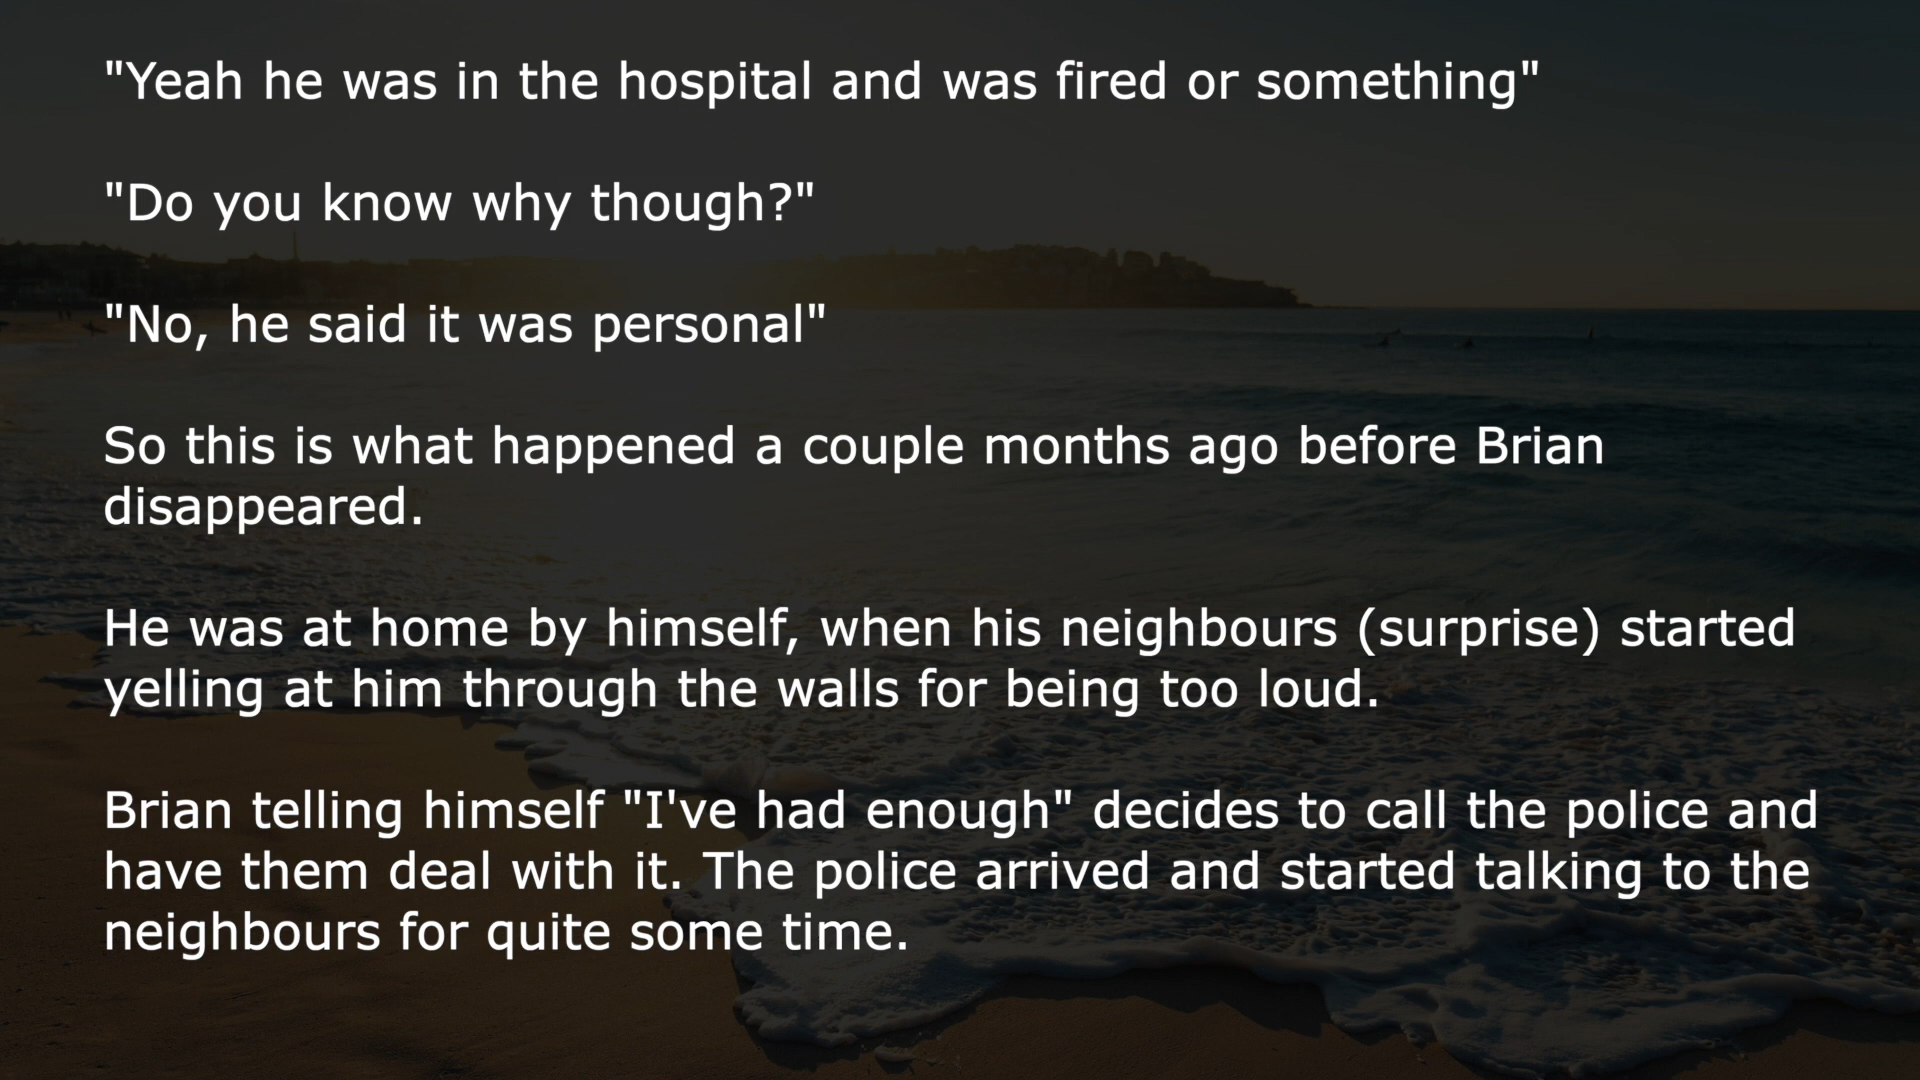 "Yeah he was in the hospital and was fired or something"
"Do you know why though?"
"No, he said it was personal"
So this is what happened a couple months ago before Brian
disappeared.
He was at home by himself, when his neighbours (surprise) started
yelling at him through the walls for being too loud.
Brian telling himself "I've had enough" decides to call the police and
have them deal with it. The police arrived and started talking to the
neighbours for quite some time.